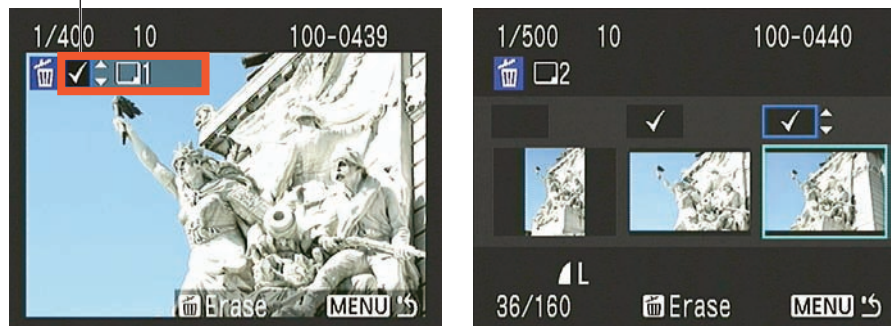 1/400 10 100-0439
✓ 1
Erase MENU
1/500 10 100-0440
2
✓ ✓
L
36/160 Erase MENU